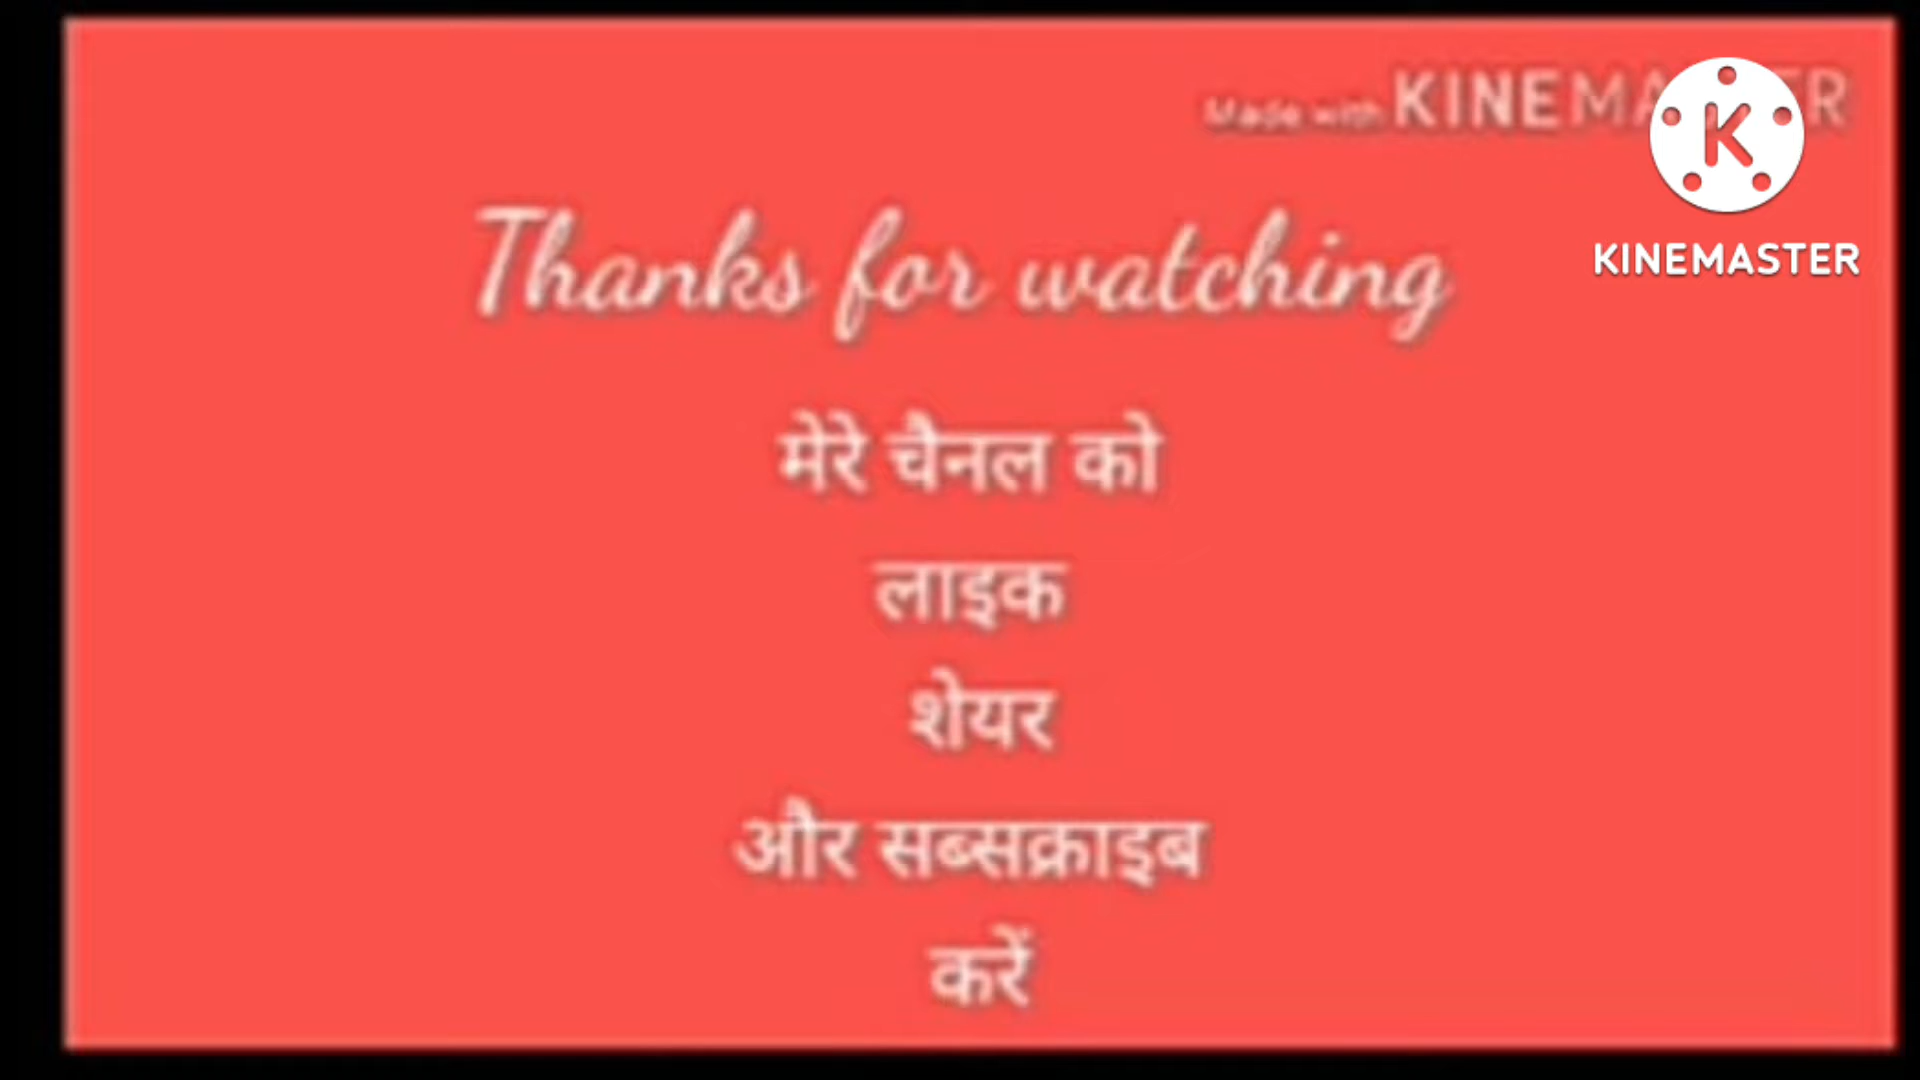 Made with KINEMASTER
K
KINEMASTER
Thanks for watching
मेरे चैनल को
लाइक
शेयर
और सब्सक्राइब
करें